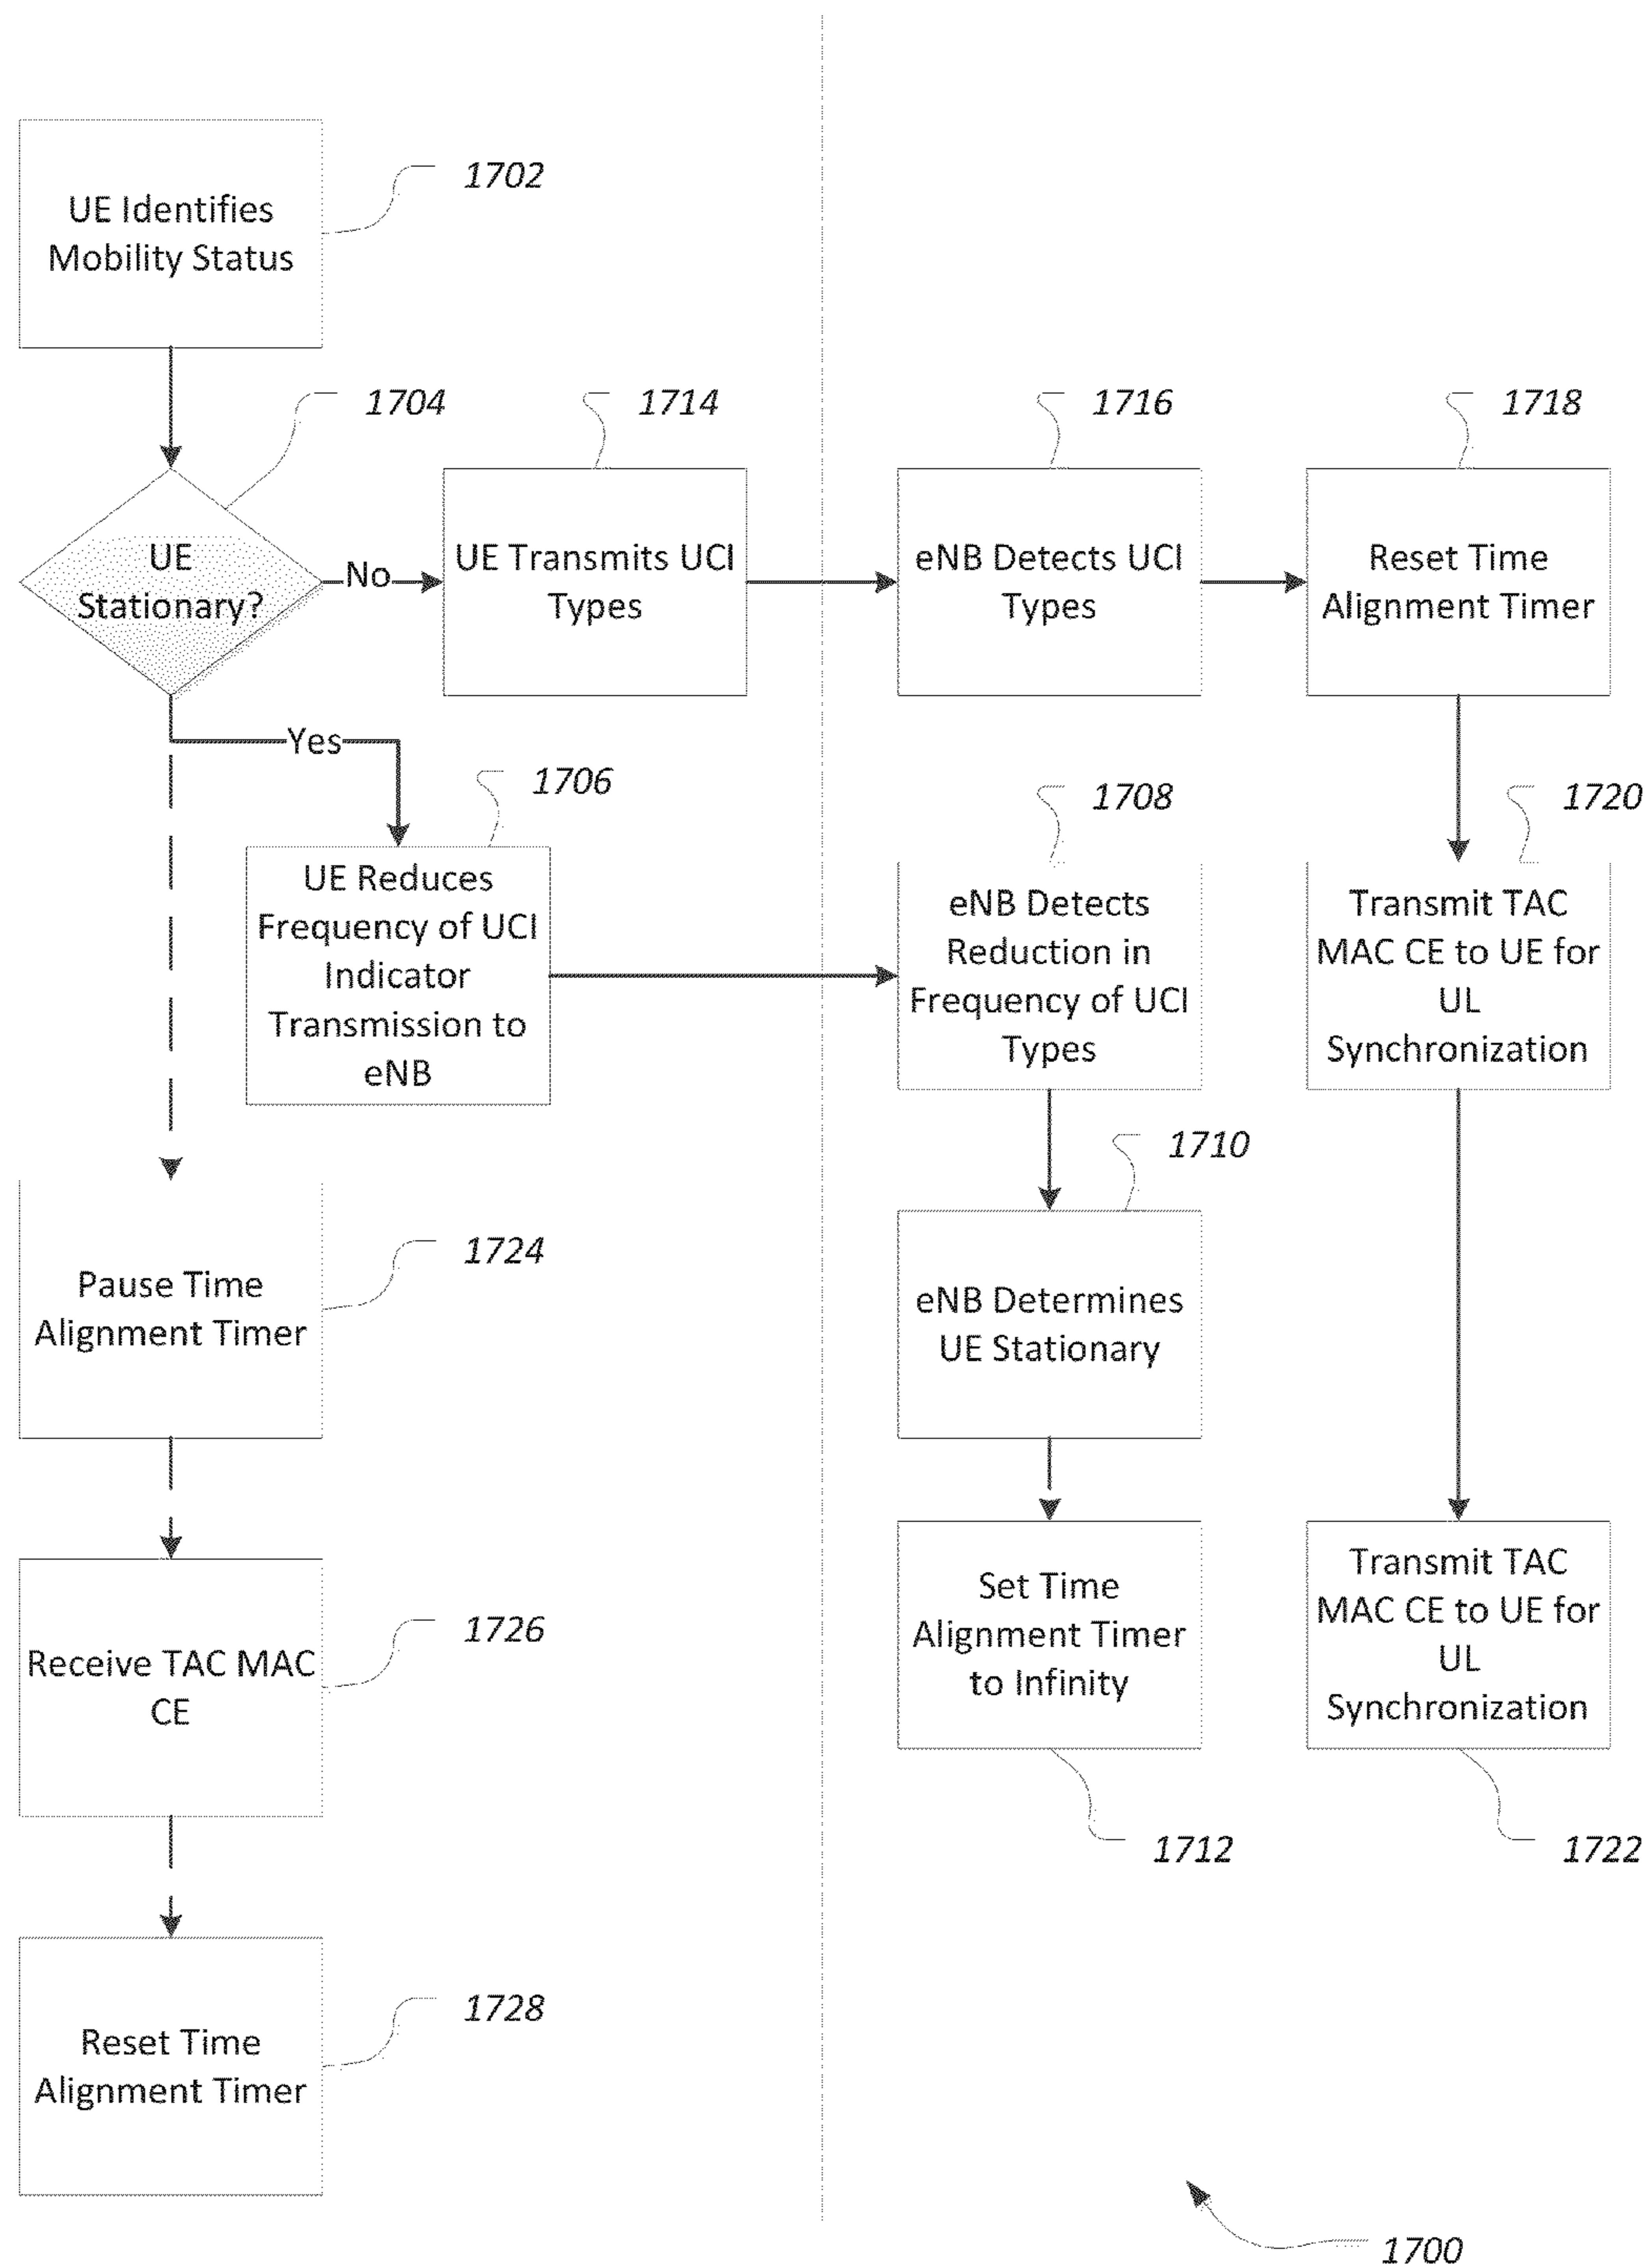 1702
UE Identifies
Mobility Status
1704
1714
1716
1718
UE
Stationary?
No
UE Transmits UCI
Types
eNB Detects UCI
Types
Reset Time
Alignment Timer
Yes
1706
1708
1720
UE Reduces
Frequency of UCI
Indicator
Transmission to
eNB
eNB Detects
Reduction in
Frequency of UCI
Types
Transmit TAC
MAC CE to UE for
UL
Synchronization
1710
1724
Pause Time
Alignment Timer
eNB Determines
UE Stationary
1726
Receive TAC MAC
CE
Set Time
Alignment Timer
to Infinity
Transmit TAC
MAC CE to UE for
UL
Synchronization
1712
1722
1728
Reset Time
Alignment Timer
1700